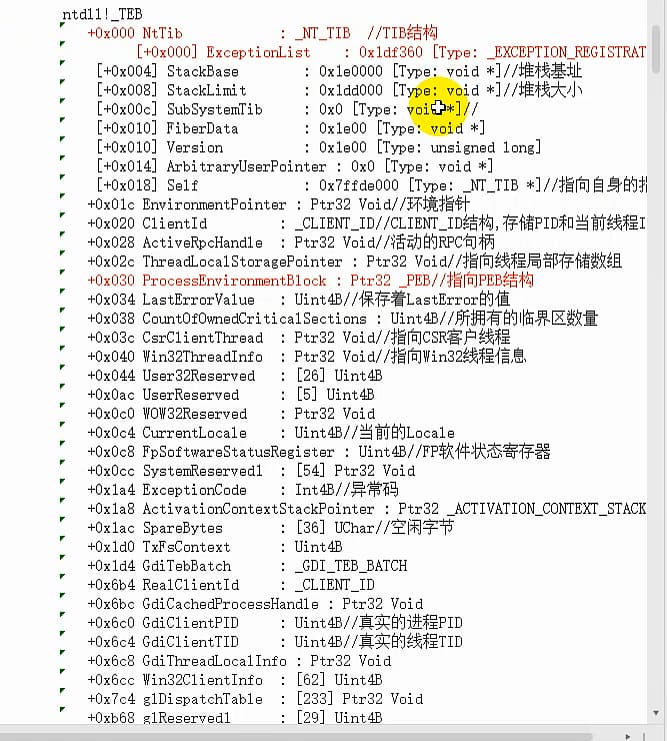 ntdll!_TEB
+0x000 NtTib : _NT_TIB //TIB结构
[+0x000] ExceptionList : 0x1df360 [Type: _EXCEPTION_REGISTRAT
[+0x004] StackBase : 0x1e0000 [Type: void *]//堆栈基址
[+0x008] StackLimit : 0x1dd000 [Type: void *]//堆栈大小
[+0x00c] SubSystemTib : 0x0 [Type: void *]//
[+0x010] FiberData : 0x1e00 [Type: void *]
[+0x010] Version : 0x1e00 [Type: unsigned long]
[+0x014] ArbitraryUserPointer : 0x0 [Type: void *]
[+0x018] Self : 0x7ffde000 [Type: _NT_TIB *]//指向自身的指
+0x01c EnvironmentPointer : Ptr32 Void//环境指针
+0x020 ClientId : _CLIENT_ID//CLIENT_ID结构,存储PID和当前线程I
+0x028 ActiveRpcHandle : Ptr32 Void//活动的RPC句柄
+0x02c ThreadLocalStoragePointer : Ptr32 Void//指向线程局部存储数组
+0x030 ProcessEnvironmentBlock : Ptr32 _PEB//指向PEB结构
+0x034 LastErrorValue : Uint4B//保存着LastError的值
+0x038 CountOfOwnedCriticalSections : Uint4B//所拥有的临界区数量
+0x03c CsrClientThread : Ptr32 Void//指向CSR客户线程
+0x040 Win32ThreadInfo : Ptr32 Void//指向Win32线程信息
+0x044 User32Reserved : [26] Uint4B
+0x0ac UserReserved : [5] Uint4B
+0x0c0 WOW32Reserved : Ptr32 Void
+0x0c4 CurrentLocale : Uint4B//当前的Locale
+0x0c8 FpSoftwareStatusRegister : Uint4B//FP软件状态寄存器
+0x0cc SystemReserved1 : [54] Ptr32 Void
+0x1a4 ExceptionCode : Int4B//异常码
+0x1a8 ActivationContextStackPointer : Ptr32 _ACTIVATION_CONTEXT_STACK
+0x1ac SpareBytes : [36] UChar//空闲字节
+0x1d0 TxFsContext : Uint4B
+0x1d4 GdiTebBatch : _GDI_TEB_BATCH
+0x6b4 RealClientId : _CLIENT_ID
+0x6bc GdiCachedProcessHandle : Ptr32 Void
+0x6c0 GdiClientPID : Uint4B//真实的进程PID
+0x6c4 GdiClientTID : Uint4B//真实的线程TID
+0x6c8 GdiThreadLocalInfo : Ptr32 Void
+0x6cc Win32ClientInfo : [62] Uint4B
+0x7c4 glDispatchTable : [233] Ptr32 Void
+0xb68 glReserved1 : [29] Uint4B